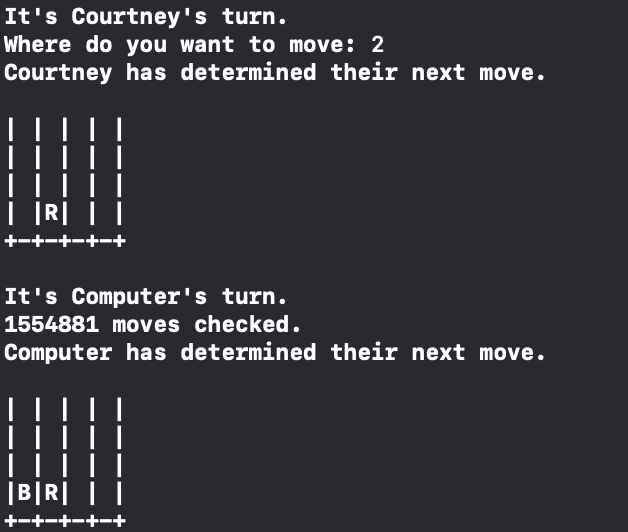 It's Courtney's turn.
Where do you want to move: 2
Courtney has determined their next move.
| | | | |
| | | | |
| | | | |
| |R| | |
+-+-+-+-+
It's Computer's turn.
1554881 moves checked.
Computer has determined their next move.
| | | | |
| | | | |
| | | | |
|B|R| | |
+-+-+-+-+